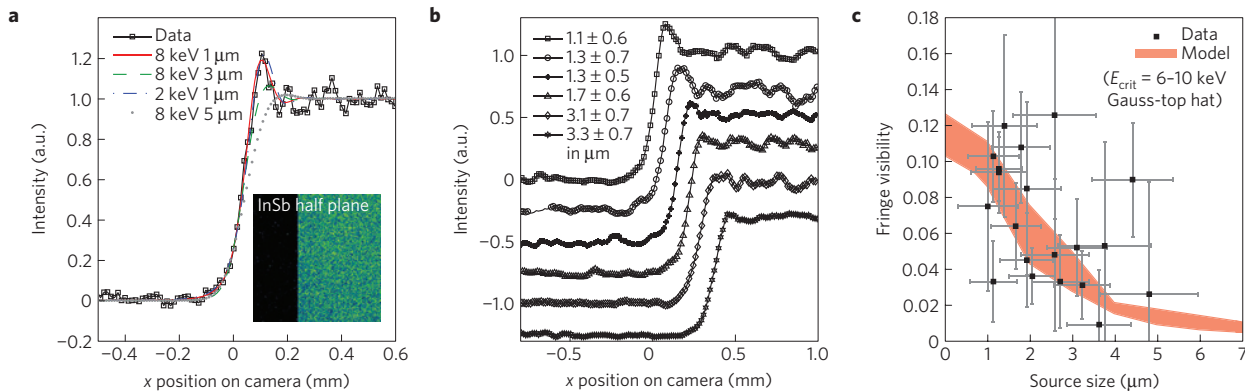 a
Data
8 keV 1 μm
8 keV 3 μm
2 keV 1 μm
8 keV 5 μm
InSb half plane
1.2
1.0
0.8
0.6
0.4
0.2
0
−0.2
Intensity (a.u.)
−0.4
−0.2
0
0.2
0.4
0.6
x position on camera (mm)
b
1.1 ± 0.6
1.3 ± 0.7
1.3 ± 0.5
1.7 ± 0.6
3.1 ± 0.7
3.3 ± 0.7
in μm
1.0
0.5
0
−0.5
−1.0
Intensity (a.u.)
−0.5
0
0.5
1.0
x position on camera (mm)
c
Data
Model
(Ecrit = 6–10 keV
Gauss-top hat)
0.16
0.14
0.12
0.10
0.08
0.06
0.04
0.02
0
Fringe visibility
0
1
2
3
4
5
6
7
Source size (μm)